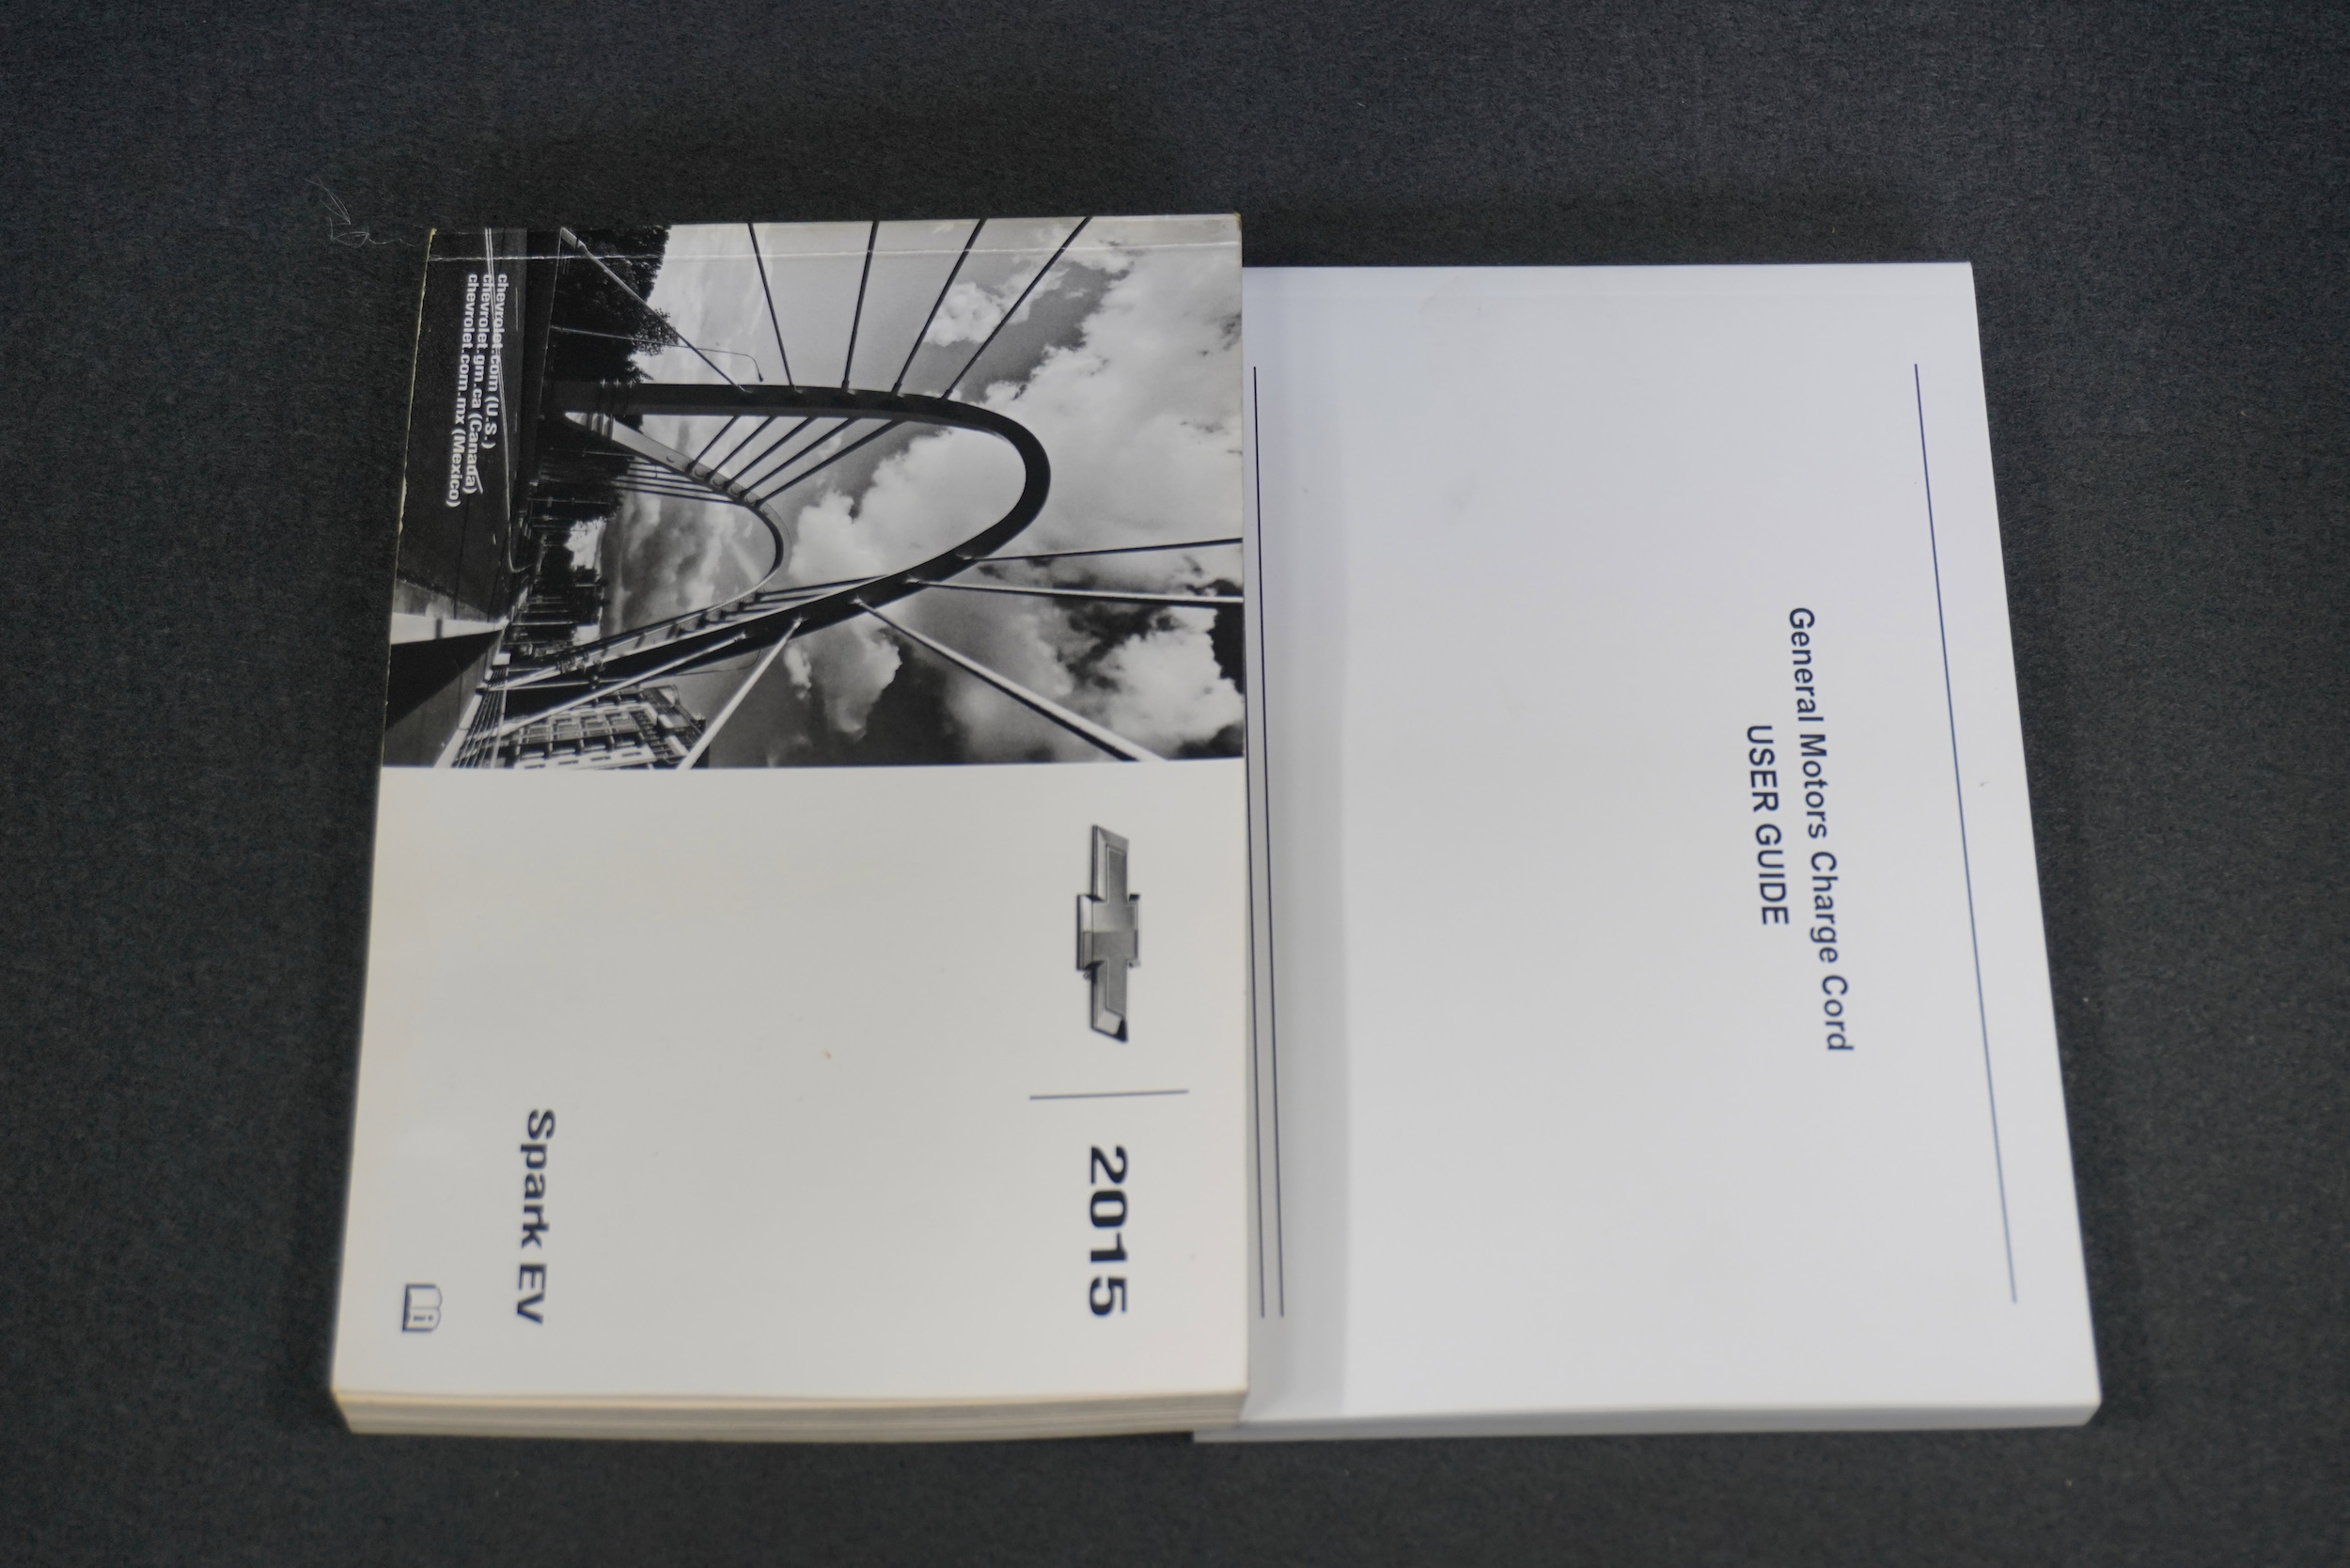 chevrolet.com (U.S.)
chevrolet.gm.ca (Canada)
chevrolet.com.mx (Mexico)
2015
Spark EV
General Motors Charge Cord
USER GUIDE